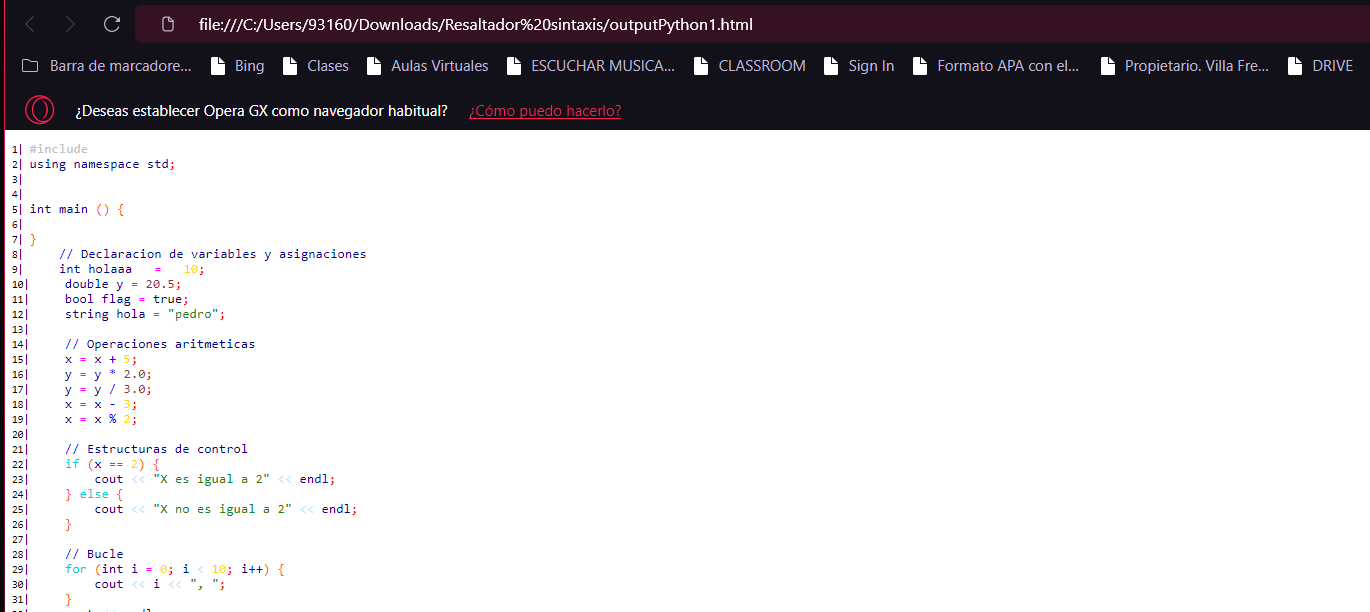 file:///C:/Users/93160/Downloads/Resaltador%20sintaxis/outputPython1.html
Barra de marcadore... Bing Clases Aulas Virtuales ESCUCHAR MUSICA... CLASSROOM Sign In Formato APA con el... Propietario. Villa Fre... DRIVE
¿Deseas establecer Opera GX como navegador habitual? ¿Cómo puedo hacerlo?
1| #include
2| using namespace std;
3|
4|
5| int main () {
6|
7| }
8|     // Declaracion de variables y asignaciones
9|     int holaaa   =   10;
10|     double y = 20.5;
11|     bool flag = true;
12|     string hola = "pedro";
13|
14|     // Operaciones aritmeticas
15|     x = x + 5;
16|     y = y * 2.0;
17|     y = y / 3.0;
18|     x = x - 3;
19|     x = x % 2;
20|
21|     // Estructuras de control
22|     if (x == 2) {
23|         cout << "X es igual a 2" << endl;
24|     } else {
25|         cout << "X no es igual a 2" << endl;
26|     }
27|
28|     // Bucle
29|     for (int i = 0; i < 10; i++) {
30|         cout << i << ", ";
31|     }